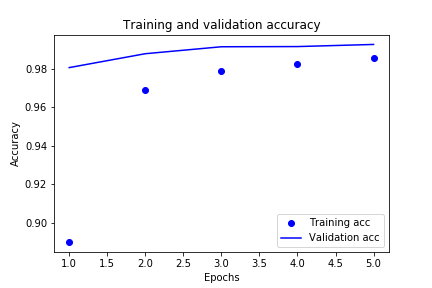 Training and validation accuracy
Accuracy
0.98
0.96
0.94
0.92
0.90
Training acc
Validation acc
1.0 1.5 2.0 2.5 3.0 3.5 4.0 4.5 5.0
Epochs